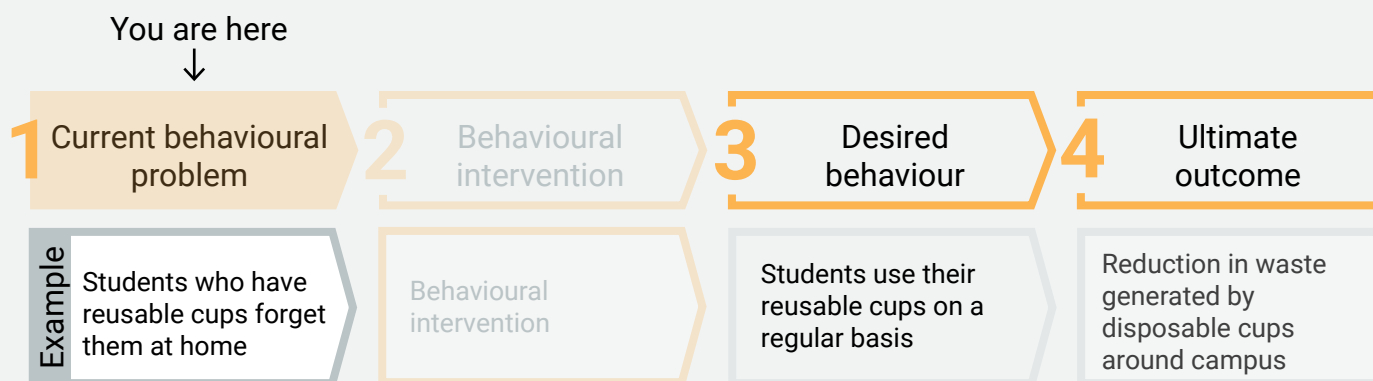 You are here
1
Current behavioural
problem
2
Behavioural
intervention
3
Desired
behaviour
4
Ultimate
outcome
Example
Students who have
reusable cups forget
them at home
Behavioural
intervention
Students use their
reusable cups on a
regular basis
Reduction in waste
generated by
disposable cups
around campus